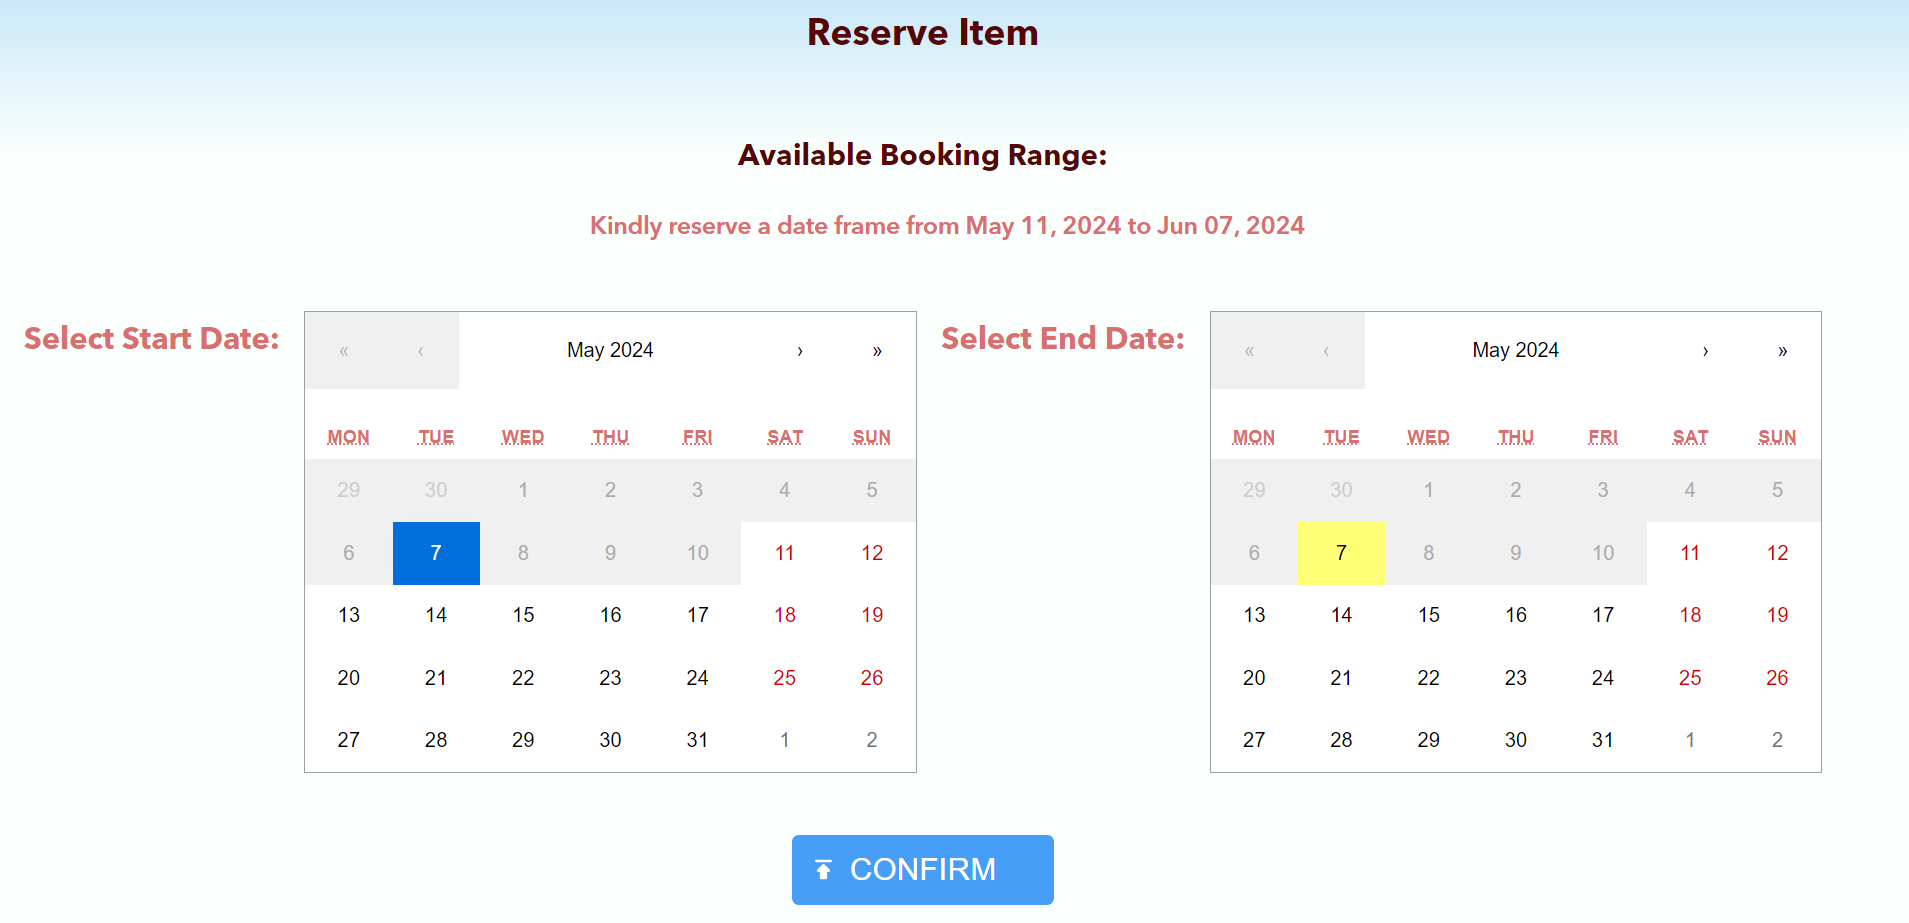 Reserve Item
Available Booking Range:
Kindly reserve a date frame from May 11, 2024 to Jun 07, 2024
Select Start Date:
« ‹ May 2024 › »
MON TUE WED THU FRI SAT SUN
29 30 1 2 3 4 5
6 7 8 9 10 11 12
13 14 15 16 17 18 19
20 21 22 23 24 25 26
27 28 29 30 31 1 2
Select End Date:
« ‹ May 2024 › »
MON TUE WED THU FRI SAT SUN
29 30 1 2 3 4 5
6 7 8 9 10 11 12
13 14 15 16 17 18 19
20 21 22 23 24 25 26
27 28 29 30 31 1 2
CONFIRM